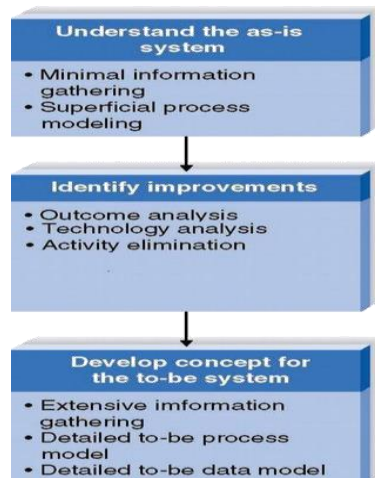 Understand the as-is
system
• Minimal information
gathering
• Superficial process
modeling
Identify improvements
• Outcome analysis
• Technology analysis
• Activity elimination
Develop concept for
the to-be system
• Extensive imformation
gathering
• Detailed to-be process
model
• Detailed to-be data model